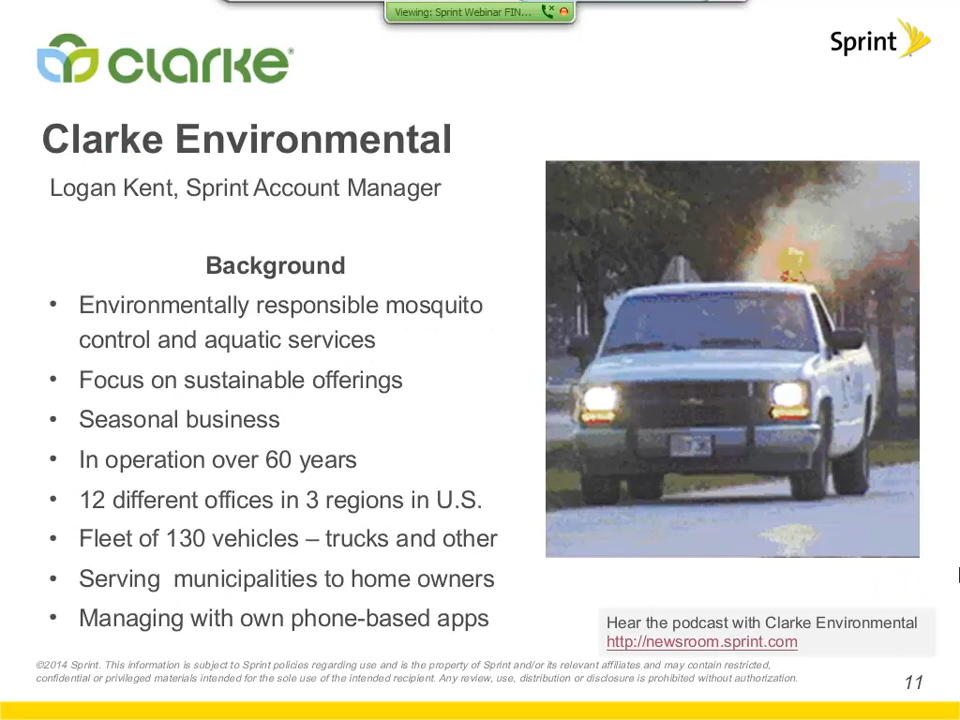 Viewing: Sprint Webinar FIN...
clarke®
Sprint
Clarke Environmental
Logan Kent, Sprint Account Manager
Background
• Environmentally responsible mosquito
control and aquatic services
• Focus on sustainable offerings
• Seasonal business
• In operation over 60 years
• 12 different offices in 3 regions in U.S.
• Fleet of 130 vehicles – trucks and other
• Serving municipalities to home owners
• Managing with own phone-based apps
Hear the podcast with Clarke Environmental
http://newsroom.sprint.com
©2014 Sprint. This information is subject to Sprint policies regarding use and is the property of Sprint and/or its relevant affiliates and may contain restricted,
confidential or privileged materials intended for the sole use of the intended recipient. Any review, use, distribution or disclosure is prohibited without authorization.
11